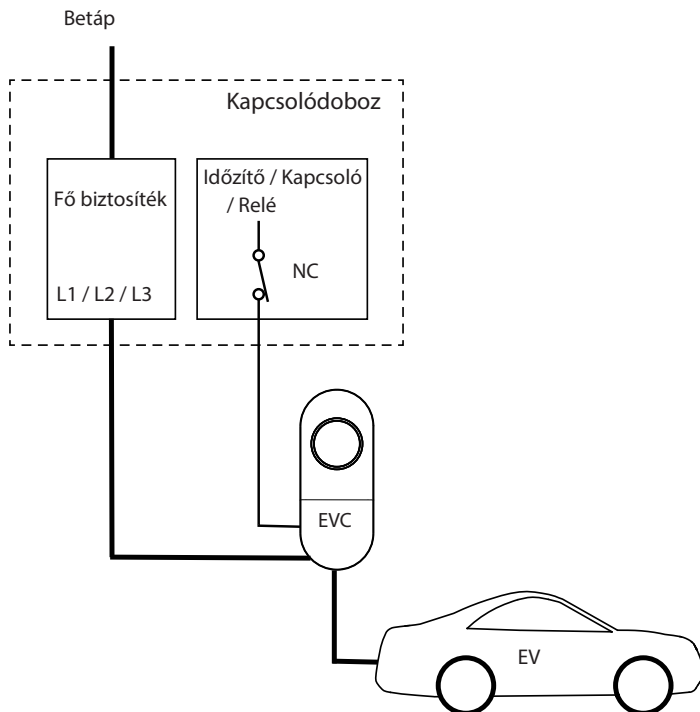 Betáp
Kapcsolódoboz
Fő biztosíték
L1 / L2 / L3
Időzítő / Kapcsoló
/ Relé
NC
EVC
EV